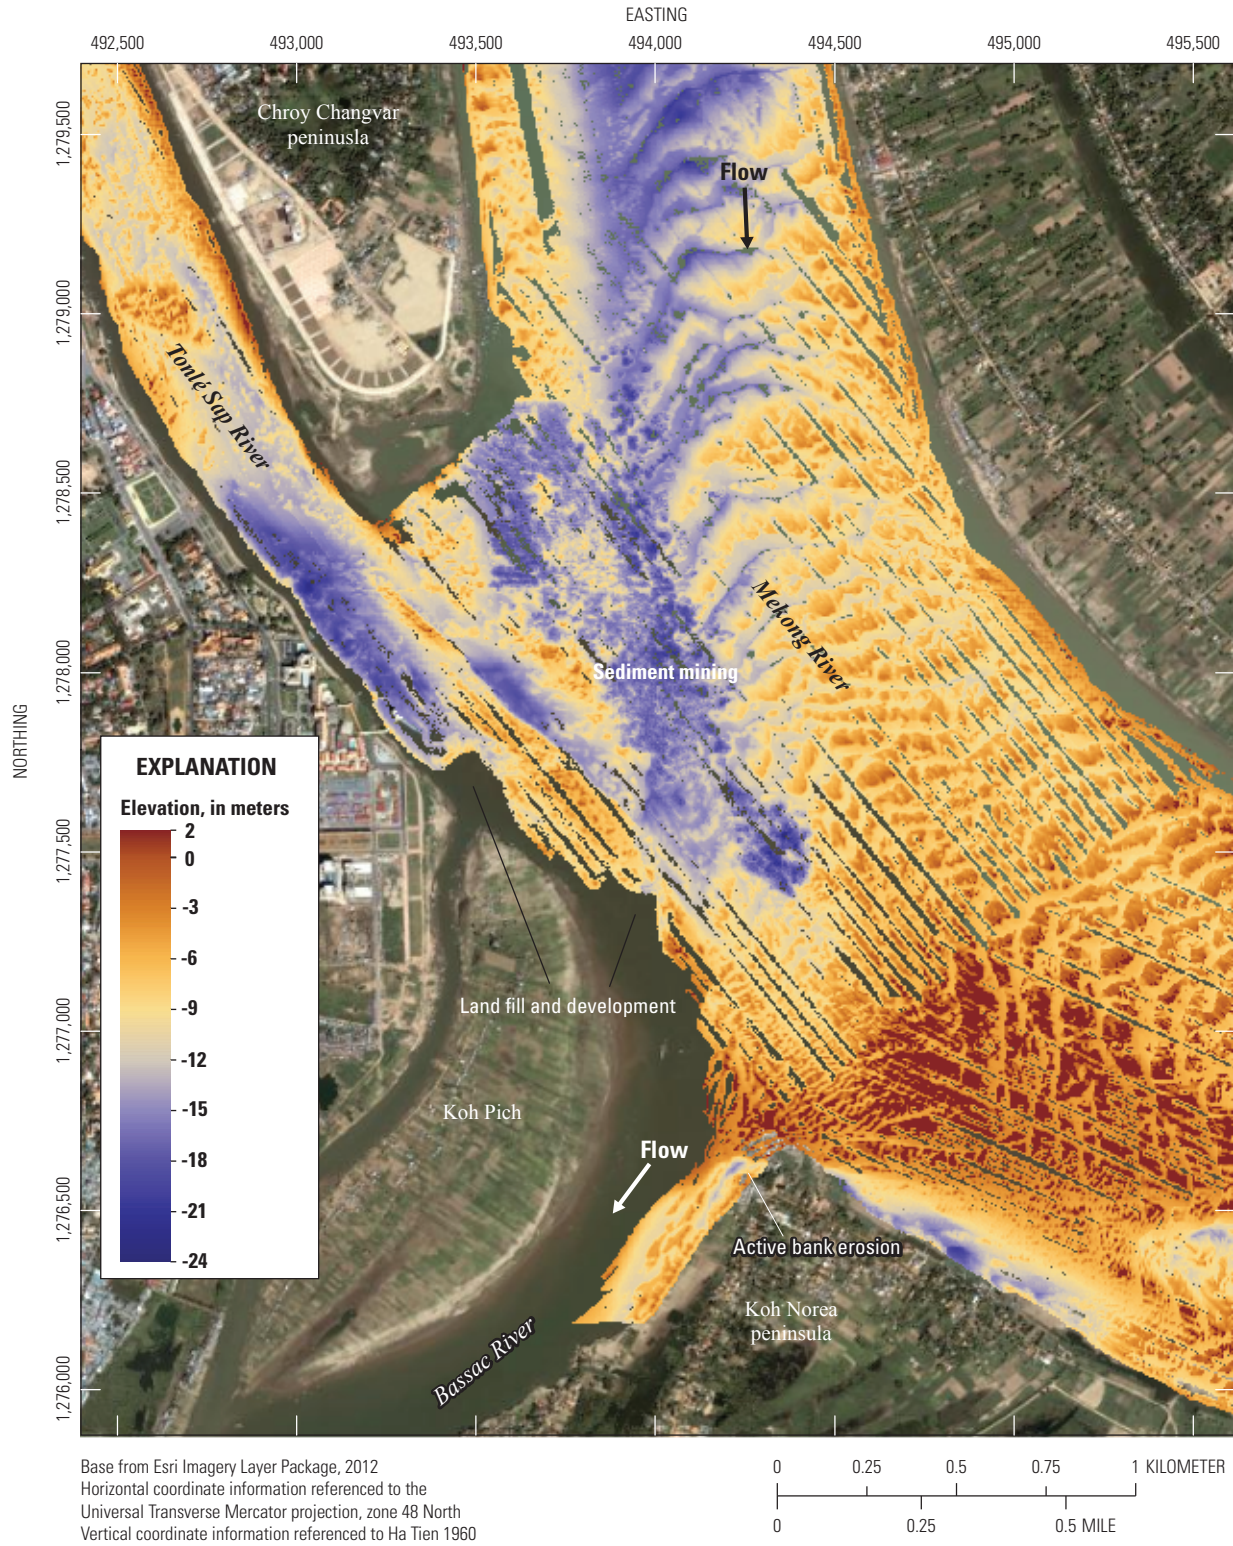 EASTING
492,500 493,000 493,500 494,000 494,500 495,000 495,500
NORTHING
1,279,500
1,279,000
1,278,500
1,278,000
1,277,500
1,277,000
1,276,500
1,276,000
Chroy Changvar
peninusla
Flow
Tonlé Sap River
Mekong River
Sediment mining
EXPLANATION
Elevation, in meters
2
0
-3
-6
-9
-12
-15
-18
-21
-24
Land fill and development
Koh Pich
Flow
Active bank erosion
Koh Norea
peninsula
Bassac River
Base from Esri Imagery Layer Package, 2012
Horizontal coordinate information referenced to the
Universal Transverse Mercator projection, zone 48 North
Vertical coordinate information referenced to Ha Tien 1960
0 0.25 0.5 0.75 1 KILOMETER
0 0.25 0.5 MILE